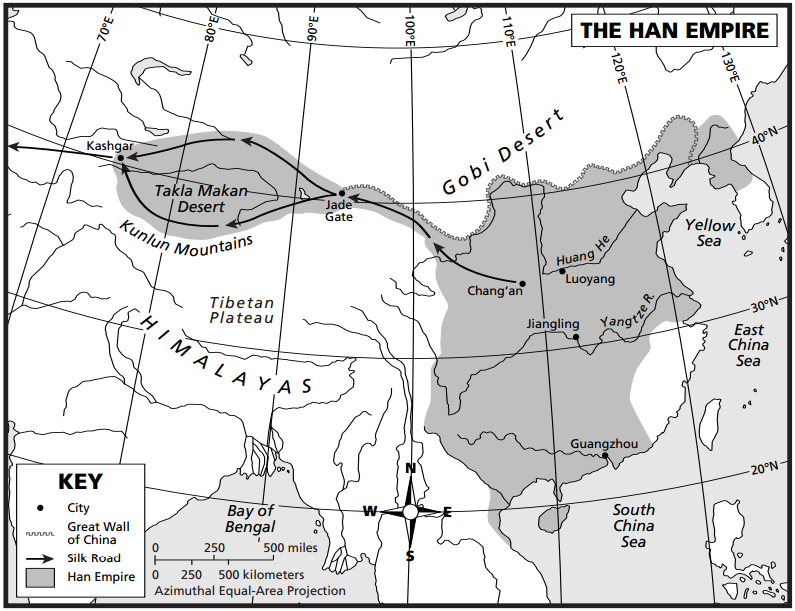 THE HAN EMPIRE
70°E
80°E
90°E
100°E
110°E
120°E
130°E
40°N
Gobi Desert
Kashgar
Takla Makan
Desert
Jade
Gate
Kunlun Mountains
Yellow
Sea
Huang He
Luoyang
Chang'an
Tibetan
Plateau
30°N
Jiangling
Yangtze R.
East
China
Sea
HIMALAYAS
Guangzhou
20°N
KEY
City
Great Wall
of China
Silk Road
Han Empire
Bay of
Bengal
N
W
E
S
South
China
Sea
0 250 500 miles
0 250 500 kilometers
Azimuthal Equal-Area Projection